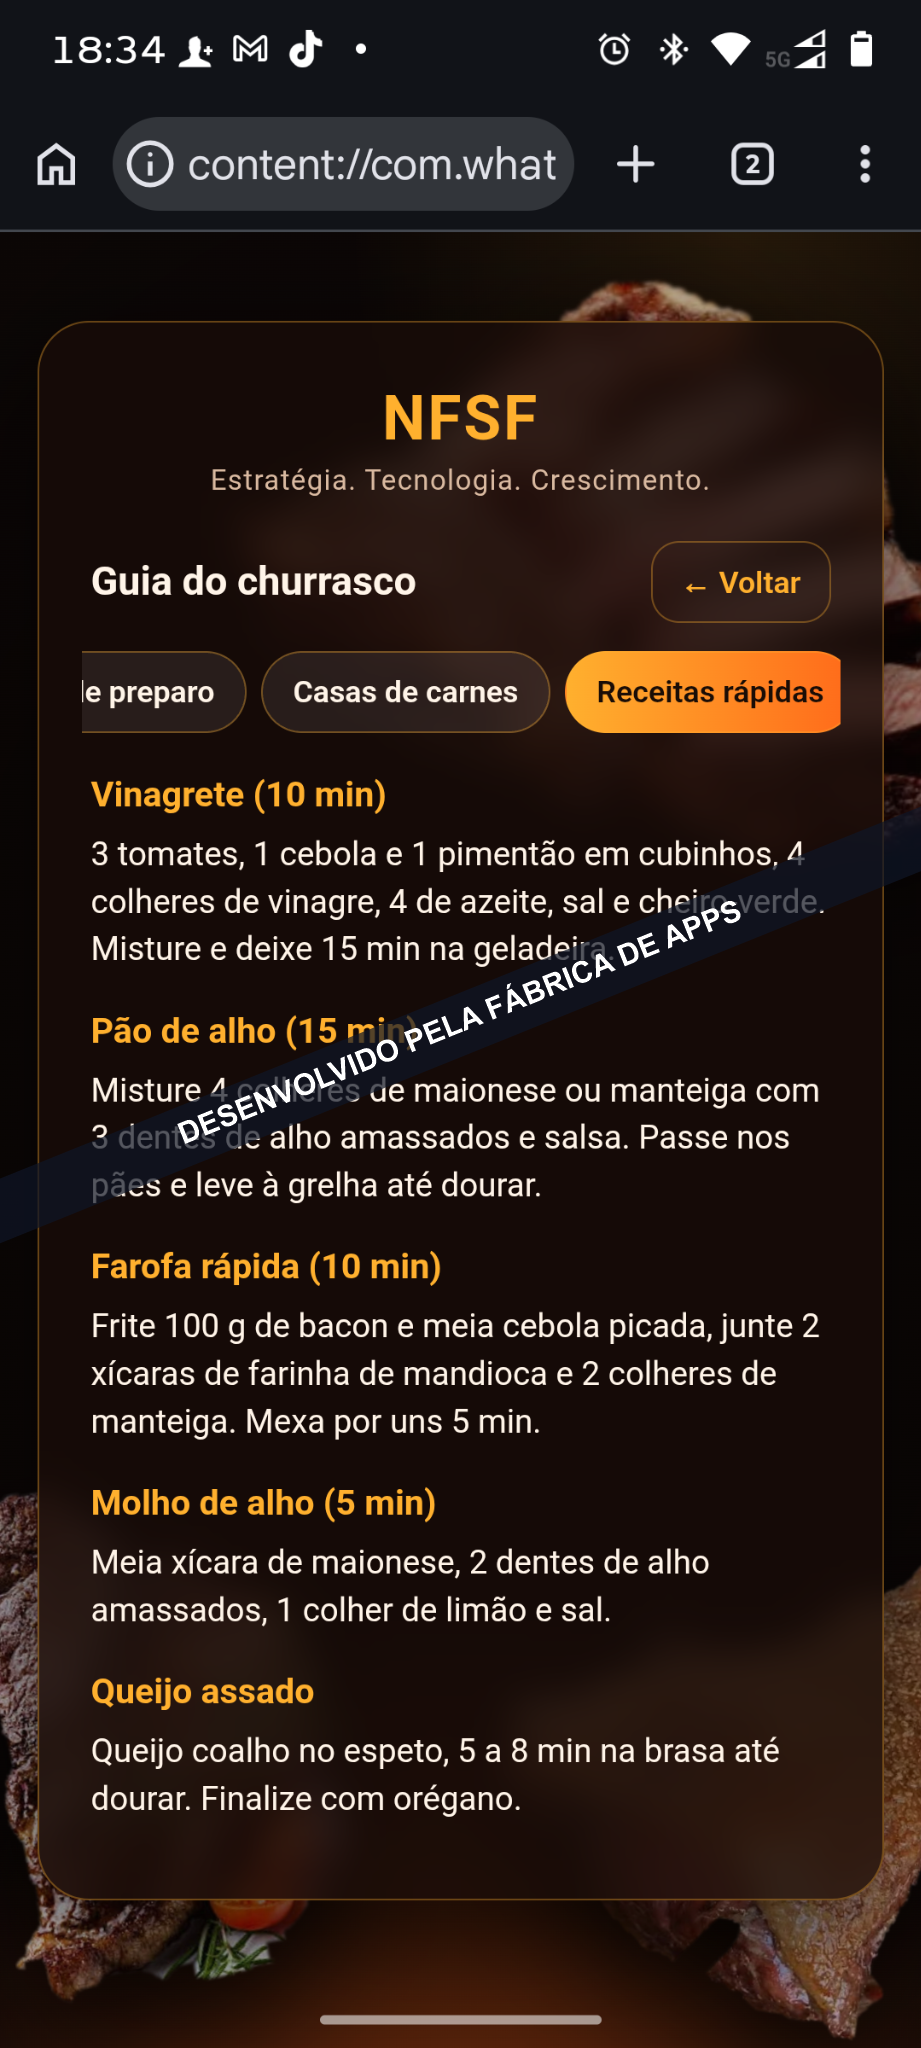 18:34
5G
content://com.what
2
NFSF
Estratégia. Tecnologia. Crescimento.
Guia do churrasco
← Voltar
le preparo
Casas de carnes
Receitas rápidas
Vinagrete (10 min)
3 tomates, 1 cebola e 1 pimentão em cubinhos, 4
colheres de vinagre, 4 de azeite, sal e cheiro-verde.
Misture e deixe 15 min na geladeira.
DESENVOLVIDO PELA FÁBRICA DE APPS
Pão de alho (15 min)
Misture 4 colheres de maionese ou manteiga com
3 dentes de alho amassados e salsa. Passe nos
pães e leve à grelha até dourar.
Farofa rápida (10 min)
Frite 100 g de bacon e meia cebola picada, junte 2
xícaras de farinha de mandioca e 2 colheres de
manteiga. Mexa por uns 5 min.
Molho de alho (5 min)
Meia xícara de maionese, 2 dentes de alho
amassados, 1 colher de limão e sal.
Queijo assado
Queijo coalho no espeto, 5 a 8 min na brasa até
dourar. Finalize com orégano.